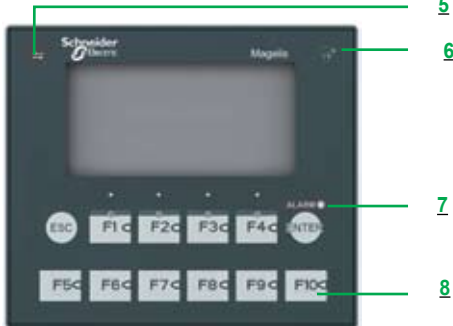 5
Schneider
Electric
Magelis
6
ALARM
7
ESC
F1
F2
F3
F4
ENTER
F5
F6
F7
F8
F9
F10
8